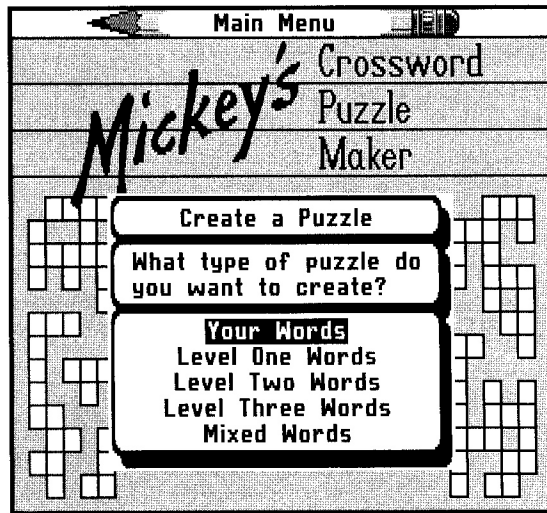 Main Menu
Mickey's
Crossword
Puzzle
Maker
Create a Puzzle
What type of puzzle do
you want to create?
Your Words
Level One Words
Level Two Words
Level Three Words
Mixed Words